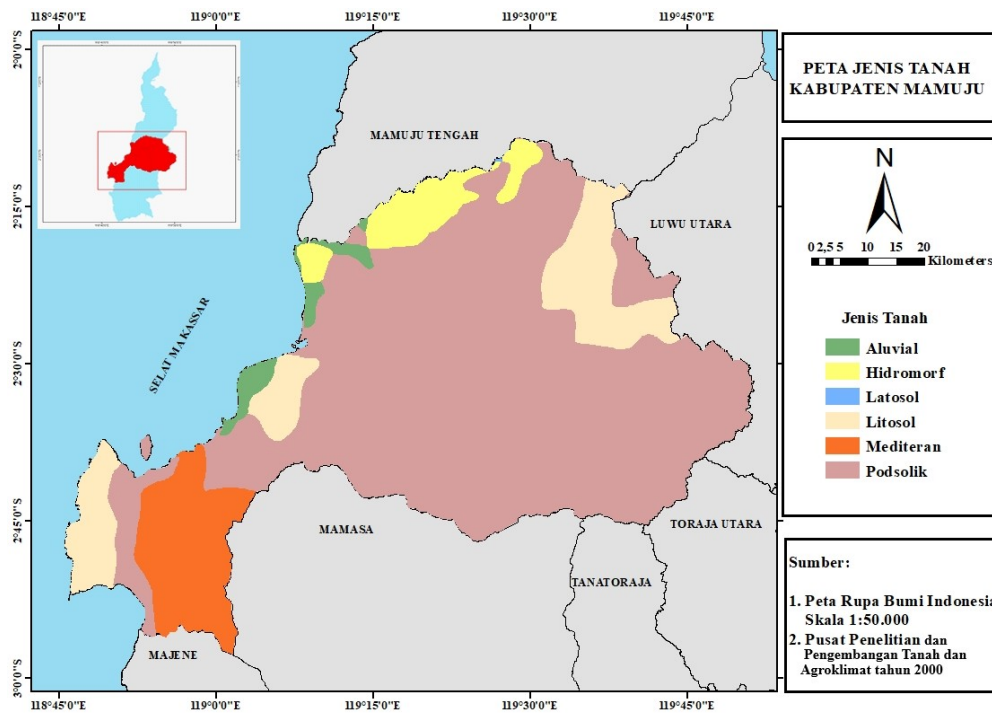 118°45'0"E 119°0'0"E 119°15'0"E 119°30'0"E 119°45'0"E
2°0'0"S
2°15'0"S
2°30'0"S
2°45'0"S
3°0'0"S
MAMUJU TENGAH
LUWU UTARA
SELAT MAKASSAR
MAMASA
TORAJA UTARA
TANATORAJA
MAJENE
118°45'0"E 119°0'0"E 119°15'0"E 119°30'0"E 119°45'0"E
PETA JENIS TANAH
KABUPATEN MAMUJU
N
0 2,5 5 10 15 20
Kilometers
Jenis Tanah
Aluvial
Hidromorf
Latosol
Litosol
Mediteran
Podsolik
Sumber:
1. Peta Rupa Bumi Indonesia
Skala 1:50.000
2. Pusat Penelitian dan
Pengembangan Tanah dan
Agroklimat tahun 2000